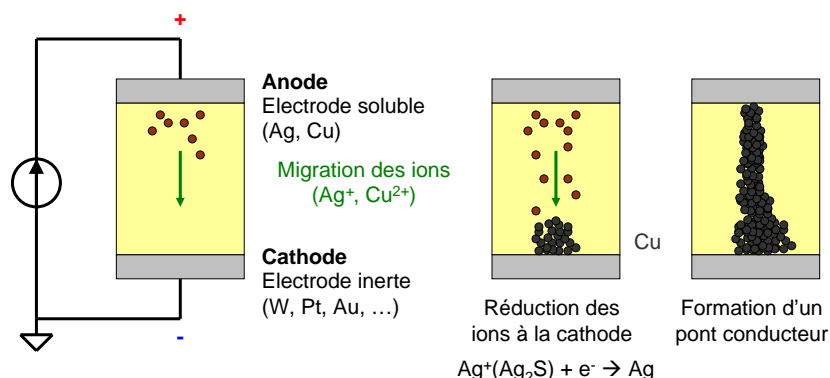 +
Anode
Electrode soluble
(Ag, Cu)
Migration des ions
(Ag⁺, Cu²⁺)
Cathode
Electrode inerte
(W, Pt, Au, …)
-
Cu
Réduction des
ions à la cathode
Ag⁺(Ag₂S) + e⁻ → Ag
Formation d'un
pont conducteur